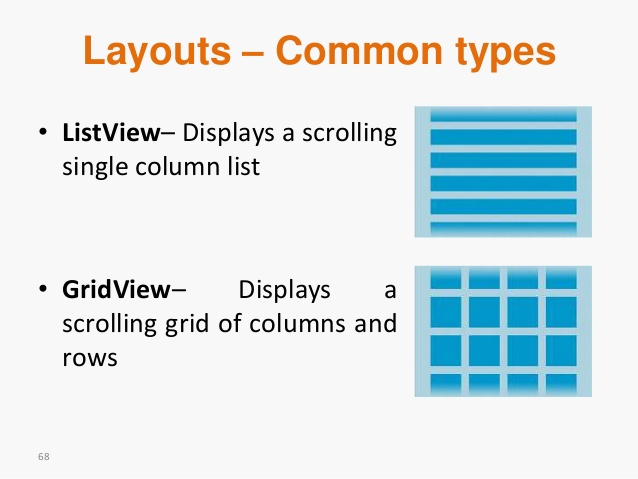 Layouts – Common types
• ListView– Displays a scrolling
single column list
• GridView– Displays a
scrolling grid of columns and
rows
68